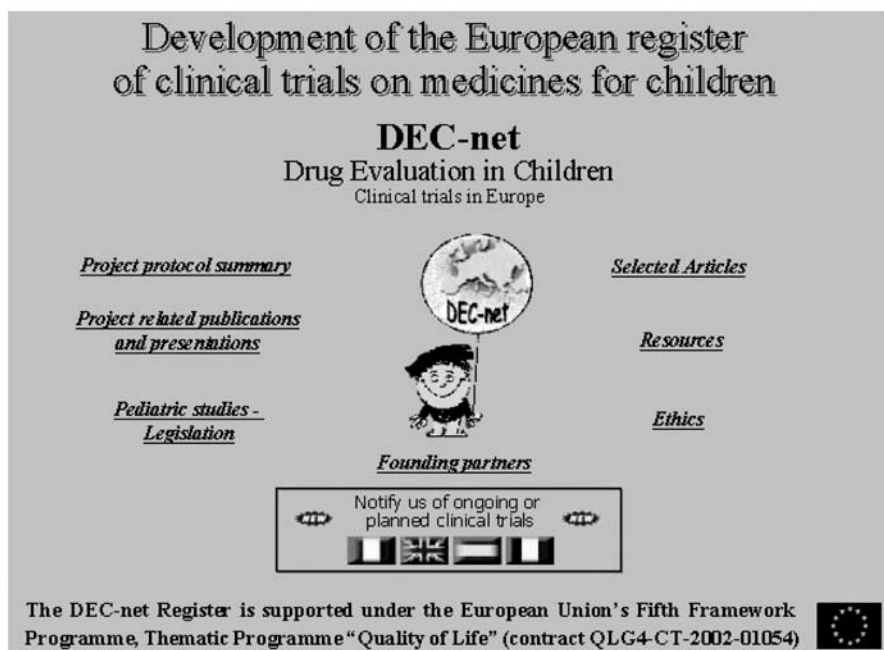 Development of the European register
of clinical trials on medicines for children
DEC-net
Drug Evaluation in Children
Clinical trials in Europe
Project protocol summary
Project related publications
and presentations
Pediatric studies -
Legislation
DEC-net
Selected Articles
Resources
Ethics
Founding partners
Notify us of ongoing or
planned clinical trials
The DEC-net Register is supported under the European Union's Fifth Framework
Programme, Thematic Programme “Quality of Life” (contract QLG4-CT-2002-01054)